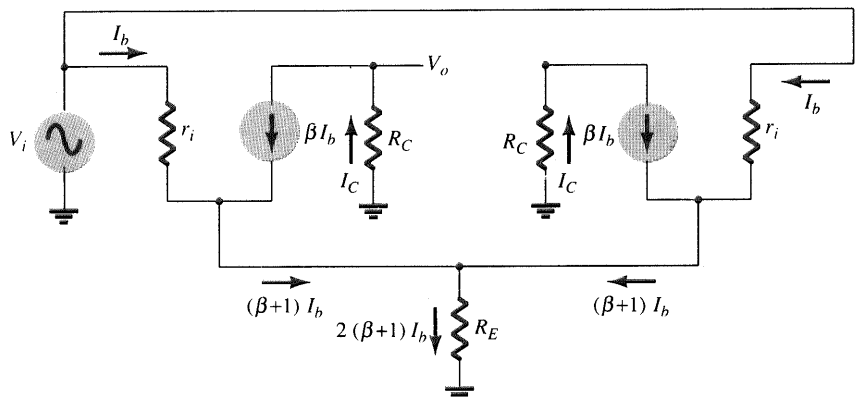 I_b
V_o
I_b
V_i
r_i
βI_b
R_C
R_C
βI_b
r_i
I_C
I_C
(β+1) I_b
(β+1) I_b
2 (β+1) I_b
R_E